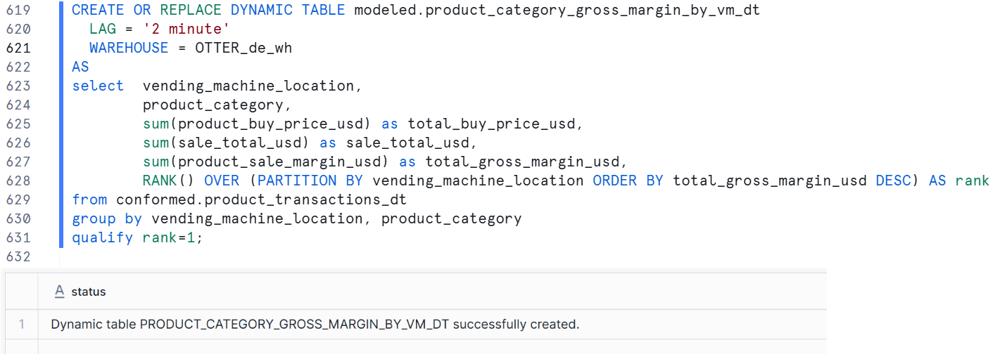 619 CREATE OR REPLACE DYNAMIC TABLE modeled.product_category_gross_margin_by_vm_dt
620 LAG = '2 minute'
621 WAREHOUSE = OTTER_de_wh
622 AS
623 select vending_machine_location,
624 product_category,
625 sum(product_buy_price_usd) as total_buy_price_usd,
626 sum(sale_total_usd) as sale_total_usd,
627 sum(product_sale_margin_usd) as total_gross_margin_usd,
628 RANK() OVER (PARTITION BY vending_machine_location ORDER BY total_gross_margin_usd DESC) AS rank
629 from conformed.product_transactions_dt
630 group by vending_machine_location, product_category
631 qualify rank=1;
632
A status
1 Dynamic table PRODUCT_CATEGORY_GROSS_MARGIN_BY_VM_DT successfully created.